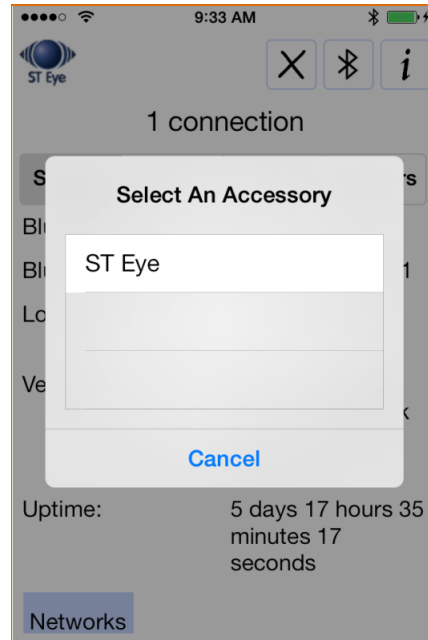 9:33 AM
ST Eye
i
1 connection
Select An Accessory
ST Eye
Cancel
Uptime:
5 days 17 hours 35
minutes 17
seconds
Networks